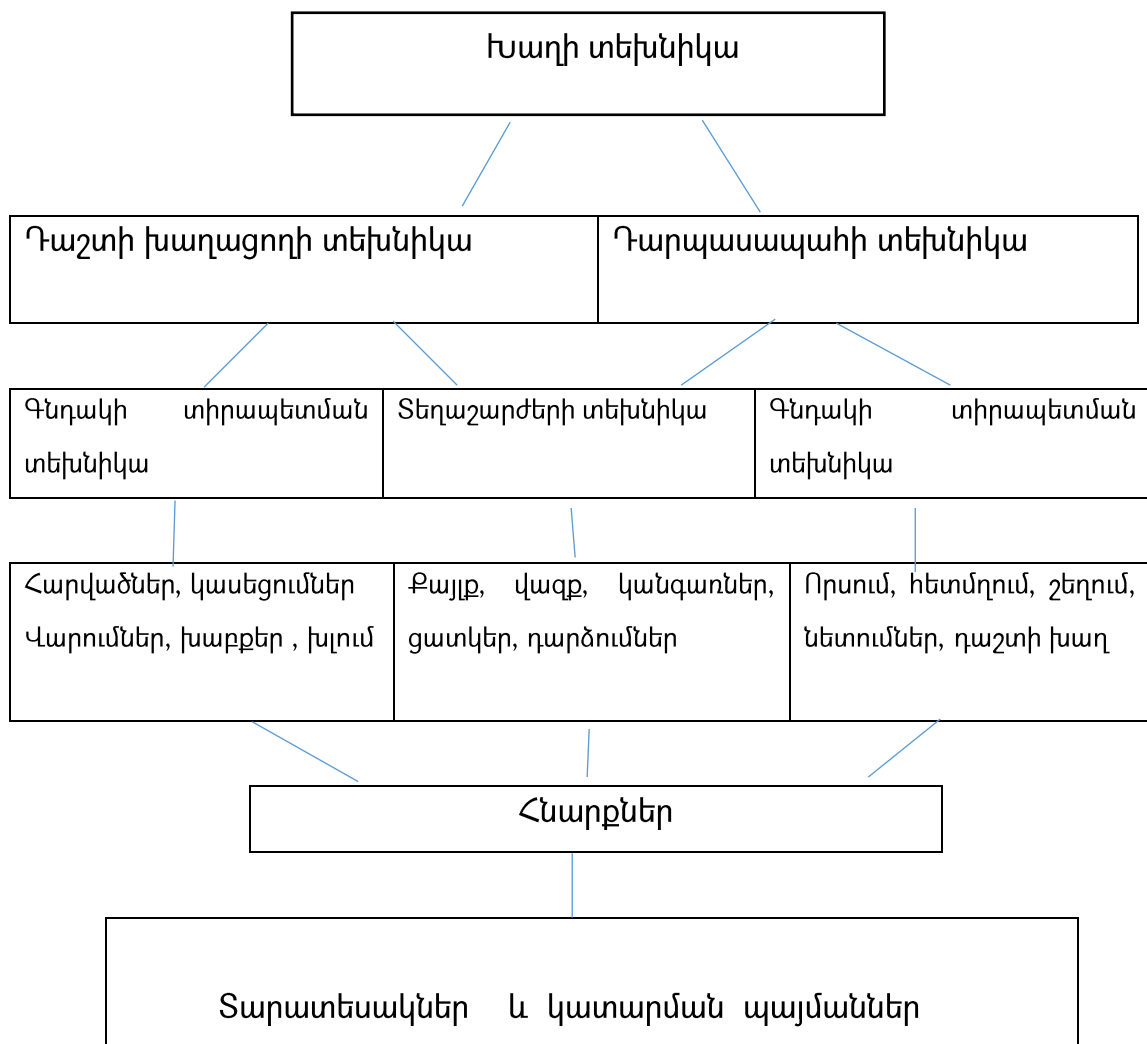 Խաղի տեխնիկա
Դաշտի խաղացողի տեխնիկա
Դարպասապահի տեխնիկա
Գնդակի տիրապետման
տեխնիկա
Տեղաշարժերի տեխնիկա
Գնդակի տիրապետման
տեխնիկա
Հարվածներ, կասեցումներ
Վարումներ, խաբքեր , խլում
Քայլք, վազք, կանգառներ,
ցատկեր, դարձումներ
Որսում, հետմղում, շեղում,
նետումներ, դաշտի խաղ
Հնարքներ
Տարատեսակներ և կատարման պայմաններ